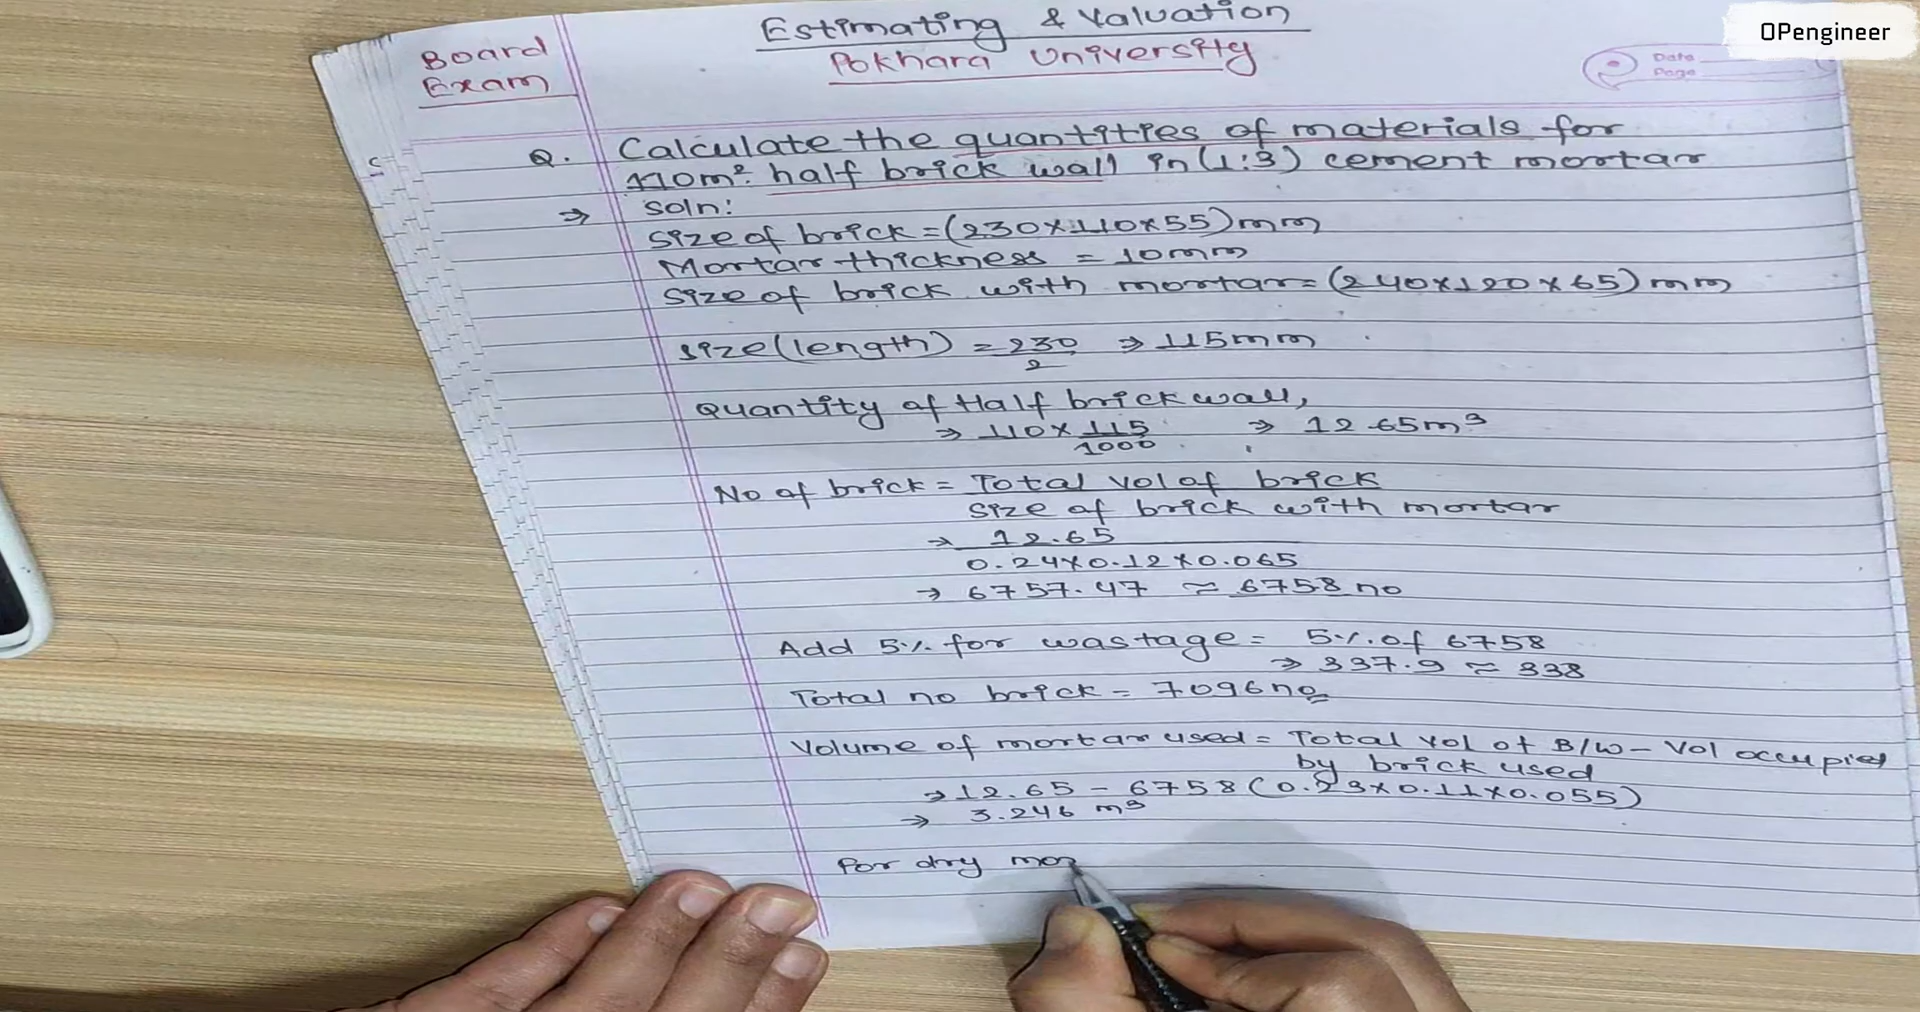 OPengineer
Estimating & Valuation
Pokhara University
Board
Exam
Date
Page
Q. Calculate the quantities of materials for
110m² half brick wall in (1:3) cement mortar
⇒ Soln:
Size of brick = (230×110×55)mm
Mortar thickness = 10mm
Size of brick with mortar = (240×120×65)mm
size(length) = 230/2 ⇒ 115mm
Quantity of Half brick wall,
⇒ 110 × 115/1000 ⇒ 12.65m³
No of brick = Total vol of brick
Size of brick with mortar
→ 12.65
0.24×0.12×0.065
→ 6757.47 ≈ 6758 no
Add 5% for wastage = 5% of 6758
⇒ 337.9 ≈ 338
Total no brick = 7096 no
Volume of mortar used = Total vol of B/W - Vol occupied
by brick used
⇒ 12.65 - 6758 (0.23×0.11×0.055)
⇒ 3.246 m³
For dry mor